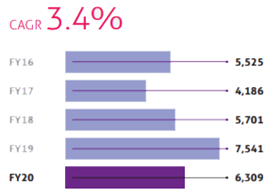 CAGR 3.4%
FY16 5,525
FY17 4,186
FY18 5,701
FY19 7,541
FY20 6,309